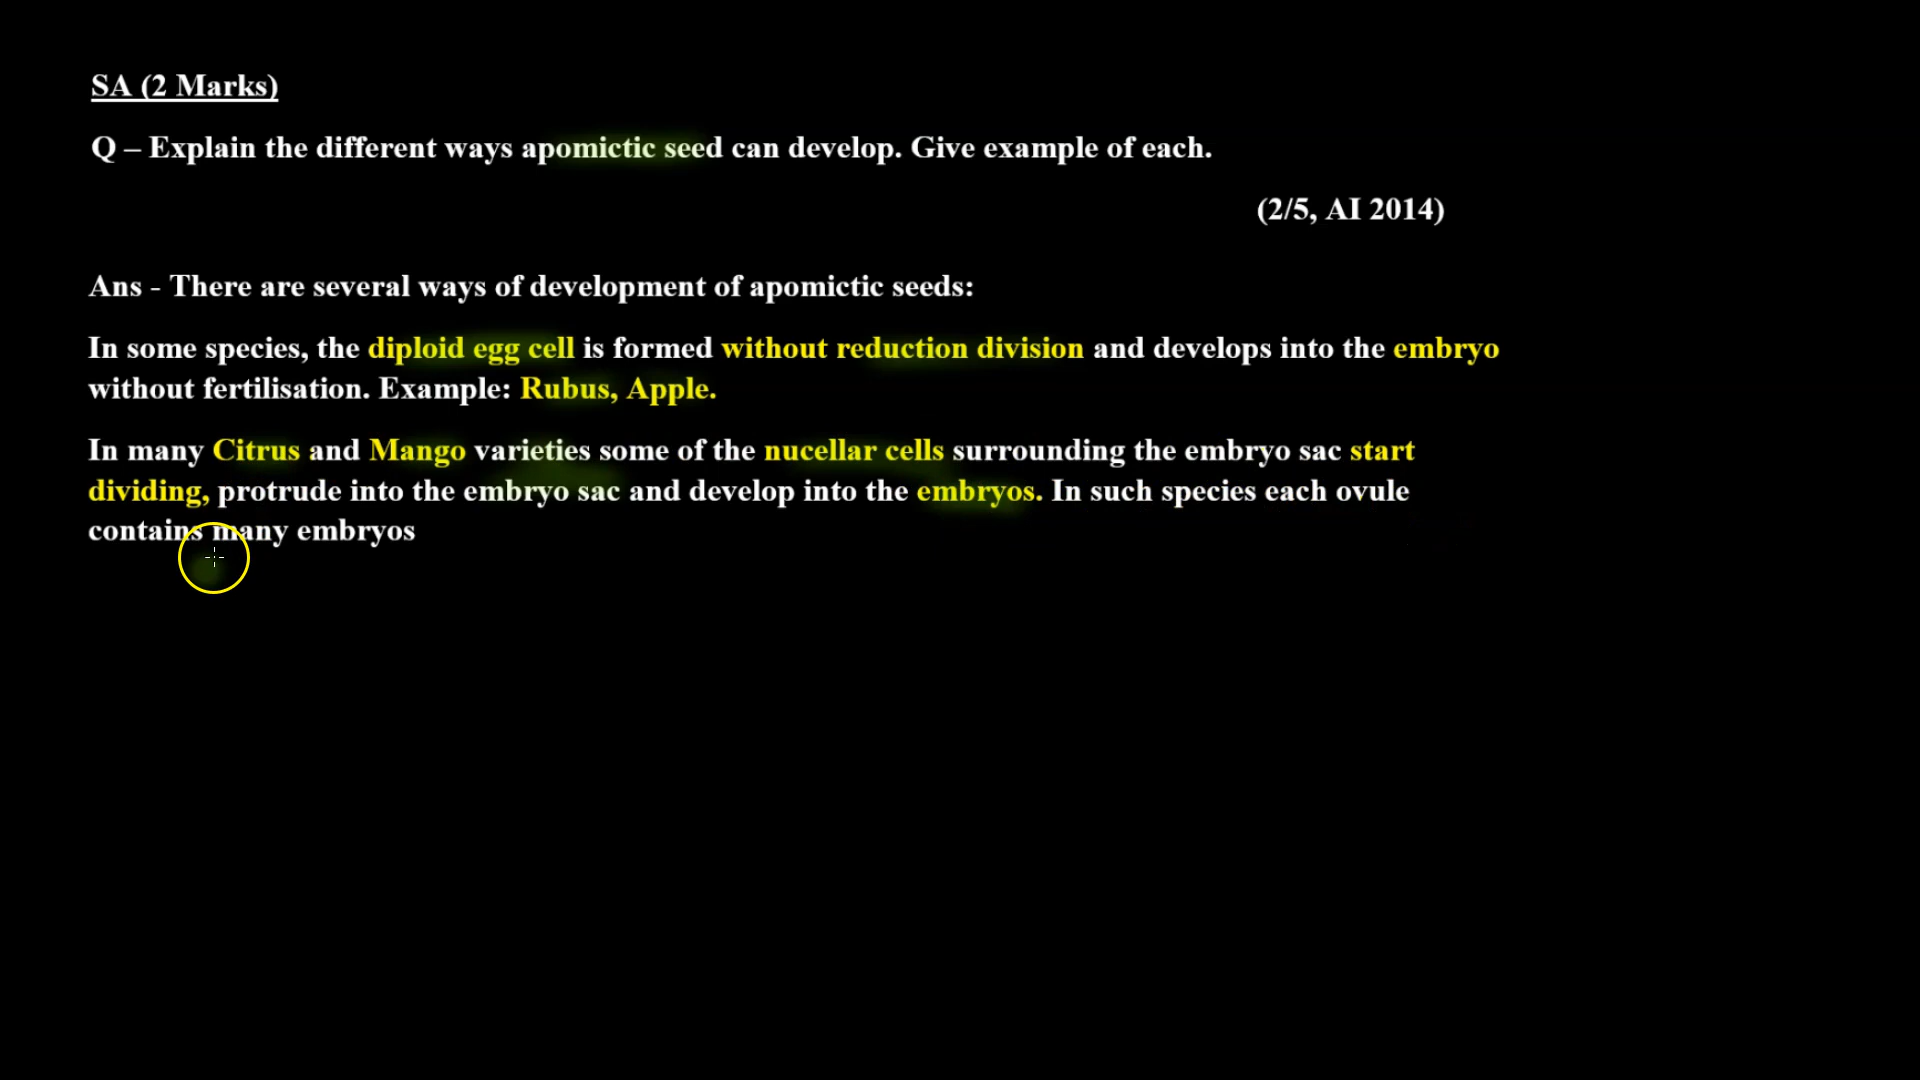 SA (2 Marks)
Q – Explain the different ways apomictic seed can develop. Give example of each.
(2/5, AI 2014)
Ans - There are several ways of development of apomictic seeds:
In some species, the diploid egg cell is formed without reduction division and develops into the embryo
without fertilisation. Example: Rubus, Apple.
In many Citrus and Mango varieties some of the nucellar cells surrounding the embryo sac start
dividing, protrude into the embryo sac and develop into the embryos. In such species each ovule
contains many embryos